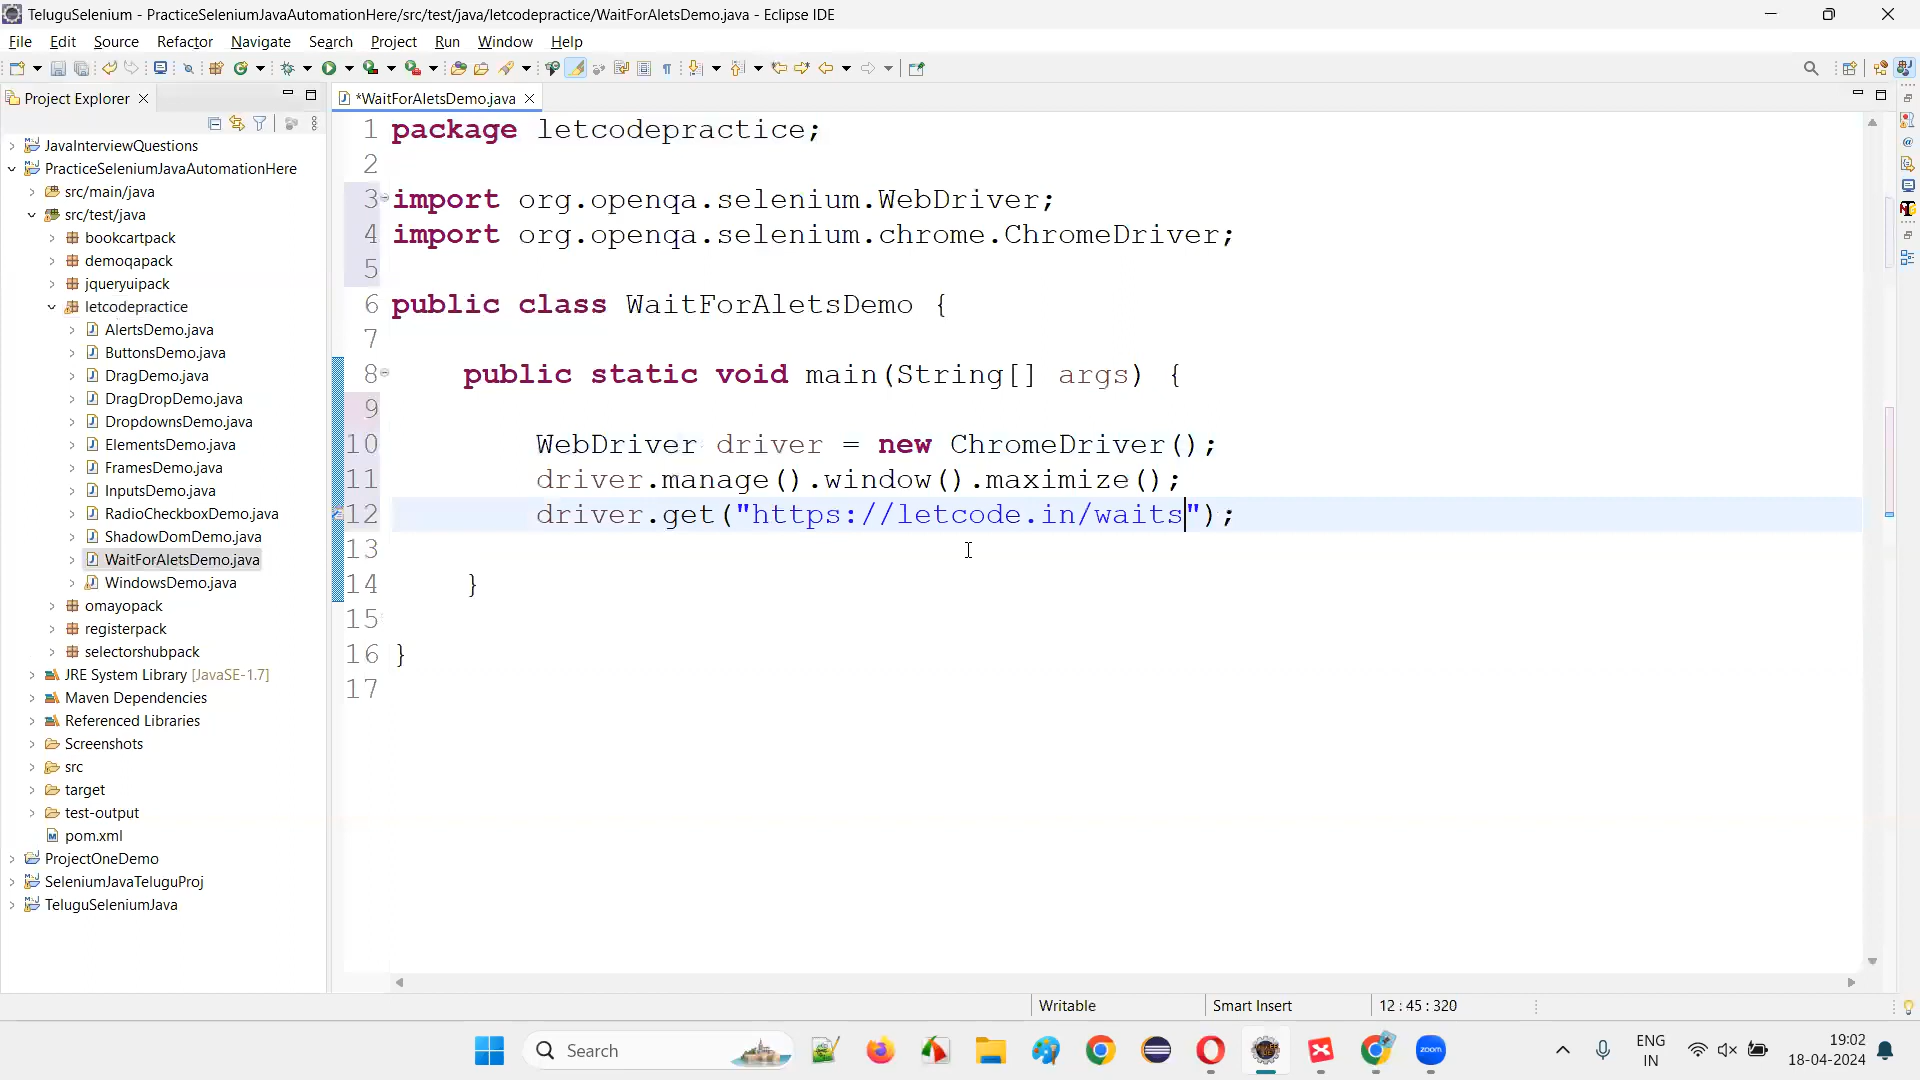 TeluguSelenium - PracticeSeleniumJavaAutomationHere/src/test/java/letcodepractice/WaitForAletsDemo.java - Eclipse IDE
File Edit Source Refactor Navigate Search Project Run Window Help
Project Explorer
*WaitForAletsDemo.java
JavaInterviewQuestions
PracticeSeleniumJavaAutomationHere
src/main/java
src/test/java
bookcartpack
demoqapack
jqueryuipack
letcodepractice
AlertsDemo.java
ButtonsDemo.java
DragDemo.java
DragDropDemo.java
DropdownsDemo.java
ElementsDemo.java
FramesDemo.java
InputsDemo.java
RadioCheckboxDemo.java
ShadowDomDemo.java
WaitForAletsDemo.java
WindowsDemo.java
omayopack
registerpack
selectorshubpack
JRE System Library [JavaSE-1.7]
Maven Dependencies
Referenced Libraries
Screenshots
src
target
test-output
pom.xml
ProjectOneDemo
SeleniumJavaTeluguProj
TeluguSeleniumJava
1 package letcodepractice;
2
3 import org.openqa.selenium.WebDriver;
4 import org.openqa.selenium.chrome.ChromeDriver;
5
6 public class WaitForAletsDemo {
7
8 public static void main(String[] args) {
9
10 WebDriver driver = new ChromeDriver();
11 driver.manage().window().maximize();
12 driver.get("https://letcode.in/waits");
13
14 }
15
16 }
17
Writable Smart Insert 12 : 45 : 320
Search
zoom
ENG
IN
19:02
18-04-2024